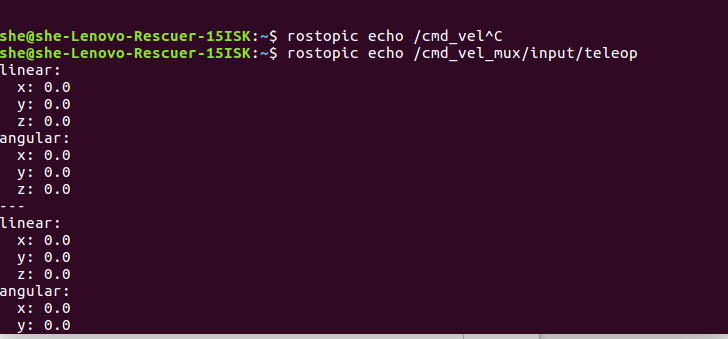 she@she-Lenovo-Rescuer-15ISK:~$ rostopic echo /cmd_vel^C
she@she-Lenovo-Rescuer-15ISK:~$ rostopic echo /cmd_vel_mux/input/teleop
linear:
  x: 0.0
  y: 0.0
  z: 0.0
angular:
  x: 0.0
  y: 0.0
  z: 0.0
---
linear:
  x: 0.0
  y: 0.0
  z: 0.0
angular:
  x: 0.0
  y: 0.0